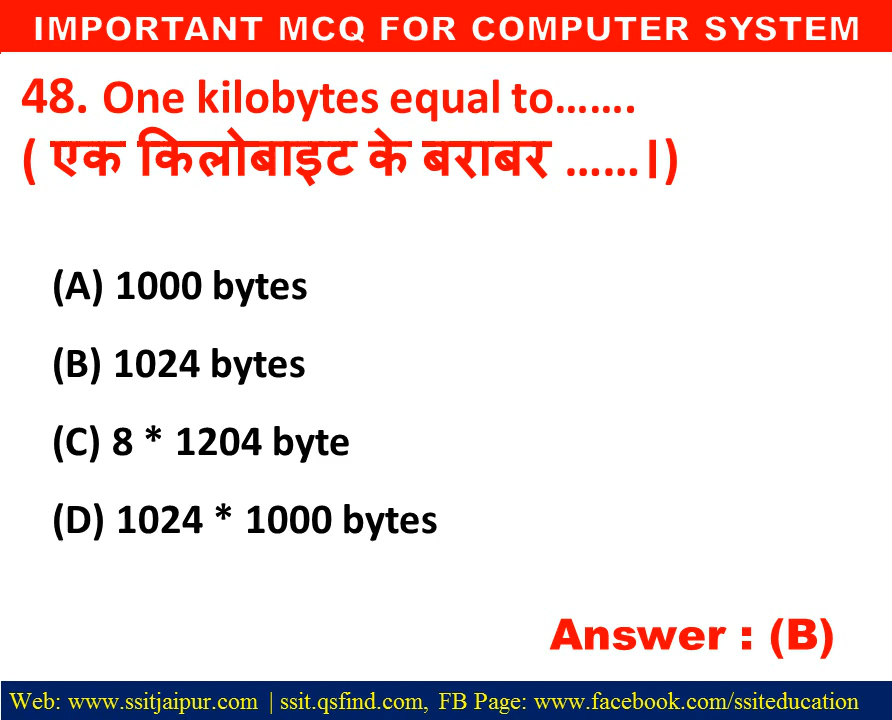 IMPORTANT MCQ FOR COMPUTER SYSTEM
48. One kilobytes equal to…….
( एक किलोबाइट के बराबर ……।)
(A) 1000 bytes
(B) 1024 bytes
(C) 8 * 1204 byte
(D) 1024 * 1000 bytes
Answer : (B)
Web: www.ssitjaipur.com | ssit.qsfind.com, FB Page: www.facebook.com/ssiteducation